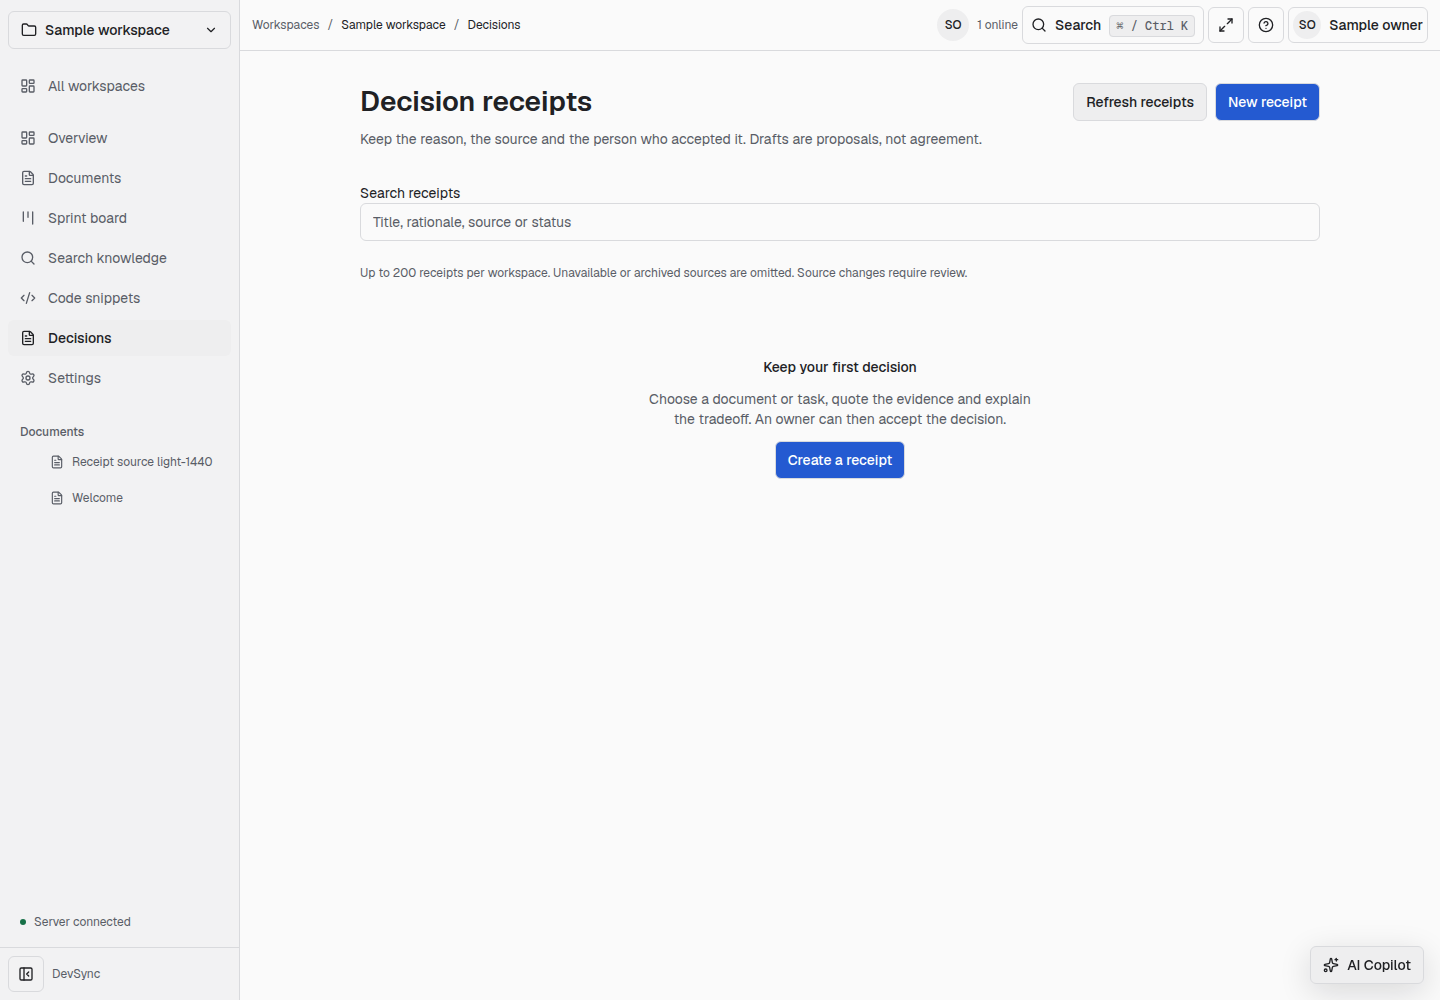 Sample workspace
All workspaces
Overview
Documents
Sprint board
Search knowledge
Code snippets
Decisions
Settings
Documents
Receipt source light-1440
Welcome
Server connected
DevSync
Workspaces / Sample workspace / Decisions
SO 1 online Search ⌘ / Ctrl K SO Sample owner
Decision receipts
Refresh receipts New receipt
Keep the reason, the source and the person who accepted it. Drafts are proposals, not agreement.
Search receipts
Title, rationale, source or status
Up to 200 receipts per workspace. Unavailable or archived sources are omitted. Source changes require review.
Keep your first decision
Choose a document or task, quote the evidence and explain
the tradeoff. An owner can then accept the decision.
Create a receipt
AI Copilot